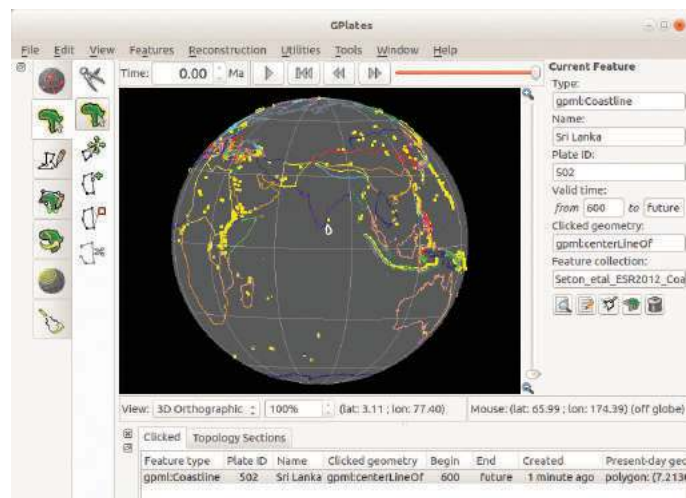 GPlates
File Edit View Features Reconstruction Utilities Tools Window Help
Time: 0.00 Ma
Current Feature
Type:
gpml:Coastline
Name:
Sri Lanka
Plate ID:
502
Valid time:
from 600 to future
Clicked geometry:
gpml:centerLineOf
Feature collection:
Seton_etal_ESR2012_Coa
View: 3D Orthographic 100% (lat: 3.11 ; lon: 77.40) Mouse: (lat: 65.99 ; lon: 174.39) (off globe)
Clicked Topology Sections
Feature type Plate ID Name Clicked geometry Begin End Created Present-day geo
gpml:Coastline 502 Sri Lanka gpml:centerLineOf 600 future 1 minute ago polygon: (7.2136